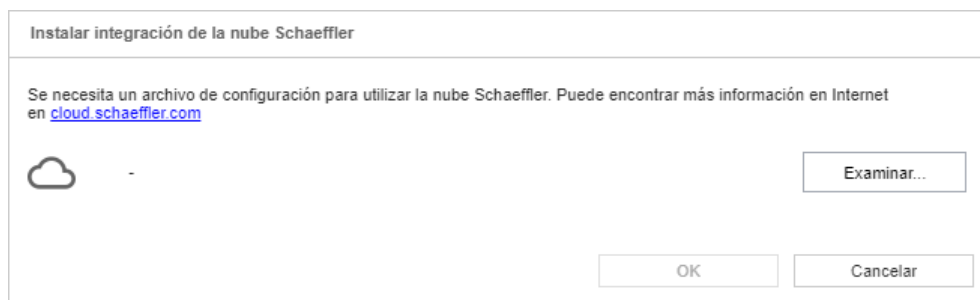 Instalar integración de la nube Schaeffler
Se necesita un archivo de configuración para utilizar la nube Schaeffler. Puede encontrar más información en Internet
en cloud.schaeffler.com
-
Examinar...
OK
Cancelar